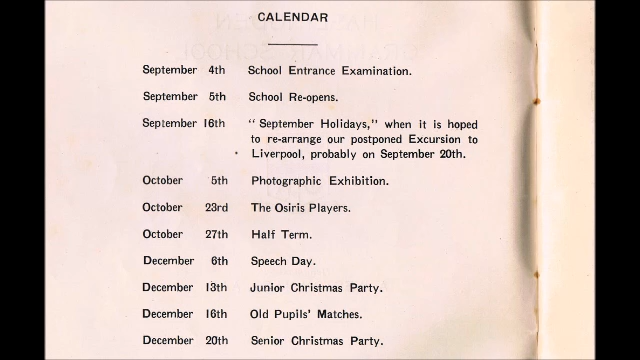 CALENDAR
September 4th School Entrance Examination.
September 5th School Re-opens.
September 16th "September Holidays," when it is hoped
to re-arrange our postponed Excursion to
Liverpool, probably on September 20th.
October 5th Photographic Exhibition.
October 23rd The Osiris Players.
October 27th Half Term.
December 6th Speech Day.
December 13th Junior Christmas Party.
December 16th Old Pupils' Matches.
December 20th Senior Christmas Party.